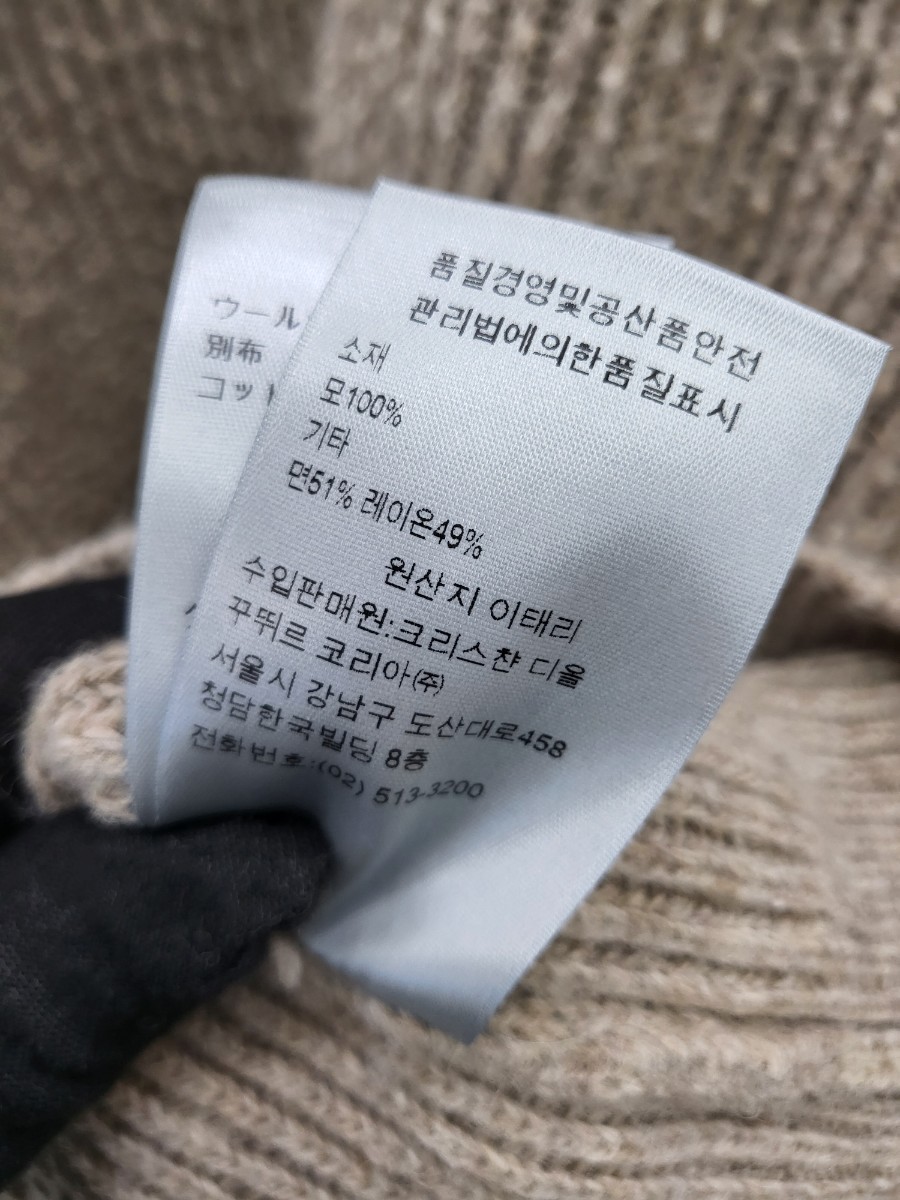 품질경영및공산품안전
관리법에의한품질표시
소재
모100%
기타
면51% 레이온49%
원산지 이태리
수입판매원:크리스챤 디올
꾸뛰르 코리아(주)
서울시 강남구 도산대로458
청담한국빌딩 8층
전화번호:(02) 513-3200
ウール
別布
コット